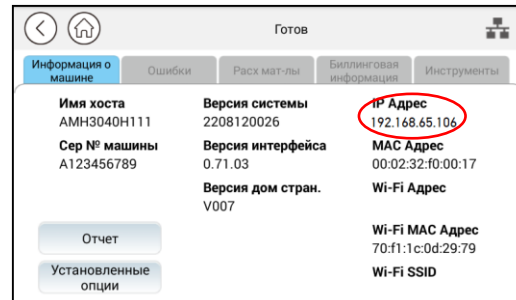 Готов
Информация о
машине
Ошибки
Расх мат-лы
Биллинговая
информация
Инструменты
Имя хоста
AMH3040H111
Сер № машины
A123456789
Версия системы
2208120026
Версия интерфейса
0.71.03
Версия дом стран.
V007
IP Адрес
192.168.65.106
MAC Адрес
00:02:32:f0:00:17
Wi-Fi Адрес
Wi-Fi MAC Адрес
70:f1:1c:0d:29:79
Wi-Fi SSID
Отчет
Установленные
опции